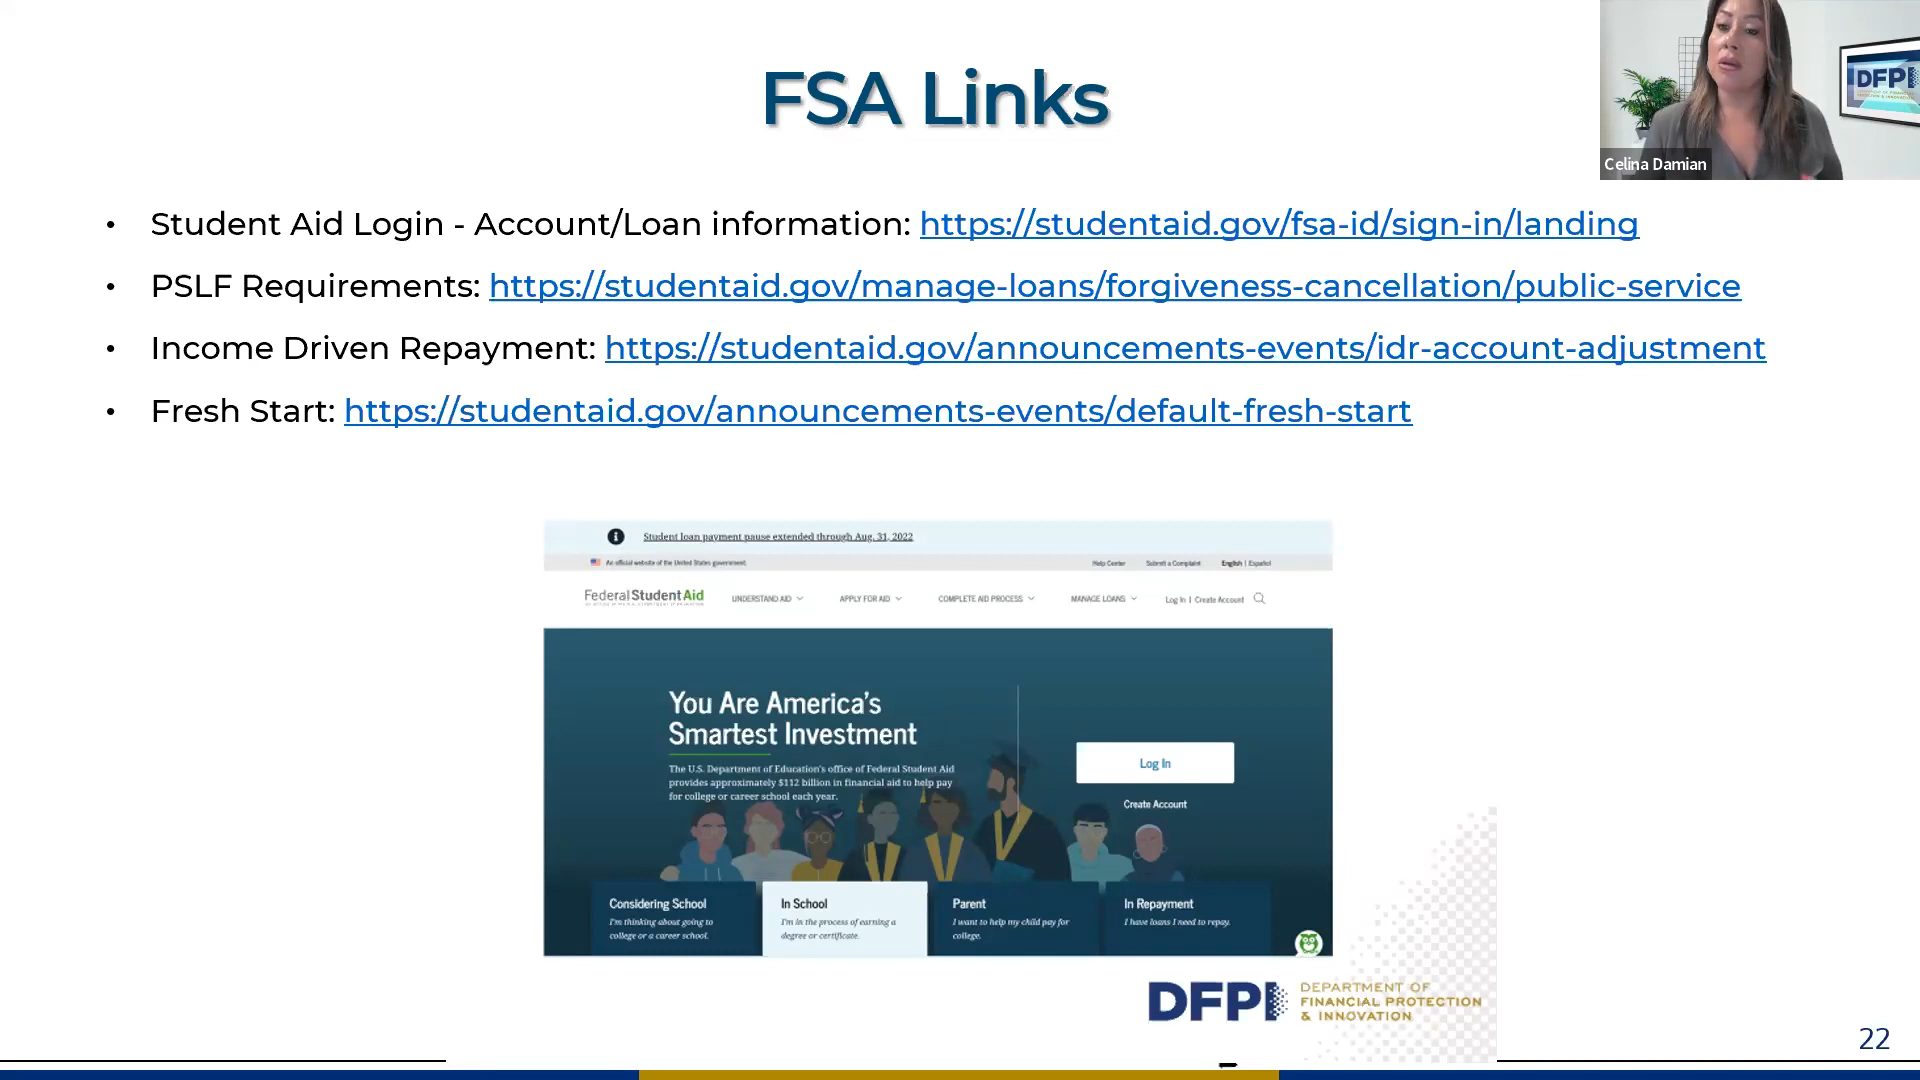 FSA Links
DFPI
Celina Damian
• Student Aid Login - Account/Loan information: https://studentaid.gov/fsa-id/sign-in/landing
• PSLF Requirements: https://studentaid.gov/manage-loans/forgiveness-cancellation/public-service
• Income Driven Repayment: https://studentaid.gov/announcements-events/idr-account-adjustment
• Fresh Start: https://studentaid.gov/announcements-events/default-fresh-start
Student loan payment pause extended through Aug. 31, 2022
An official website of the United States government.
Help Center Submit a Complaint English | Español
Federal Student Aid
UNDERSTAND AID APPLY FOR AID COMPLETE AID PROCESS MANAGE LOANS Log In | Create Account
You Are America's
Smartest Investment
The U.S. Department of Education's office of Federal Student Aid
provides approximately $112 billion in financial aid to help pay
for college or career school each year.
Log In
Create Account
Considering School
I'm thinking about going to
college or a career school.
In School
I'm in the process of earning a
degree or certificate.
Parent
I want to help my child pay for
college.
In Repayment
I have loans I need to repay.
DFPI
DEPARTMENT OF
FINANCIAL PROTECTION
& INNOVATION
22